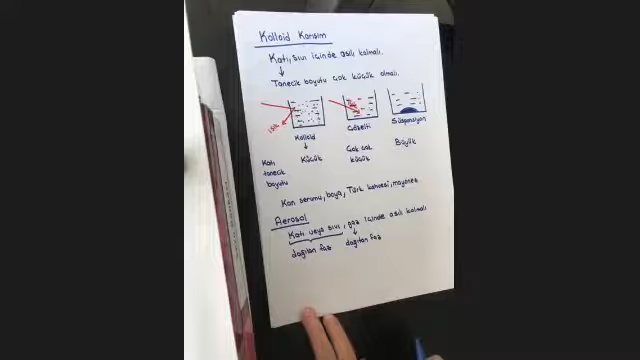 Kolloid Karışım
Katı, sıvı içinde asılı kalmalı.
Tanecik boyutu çok küçük olmalı.
ışık
Kolloid
Çözelti
Süspansiyon
Katı tanecik boyutu
Küçük
Çok çok küçük
Büyük
Kan serumu, boya, Türk kahvesi, mayonez
Aerosol
Katı veya sıvı, gaz içinde asılı kalmalı
dağılan faz
dağıtan faz